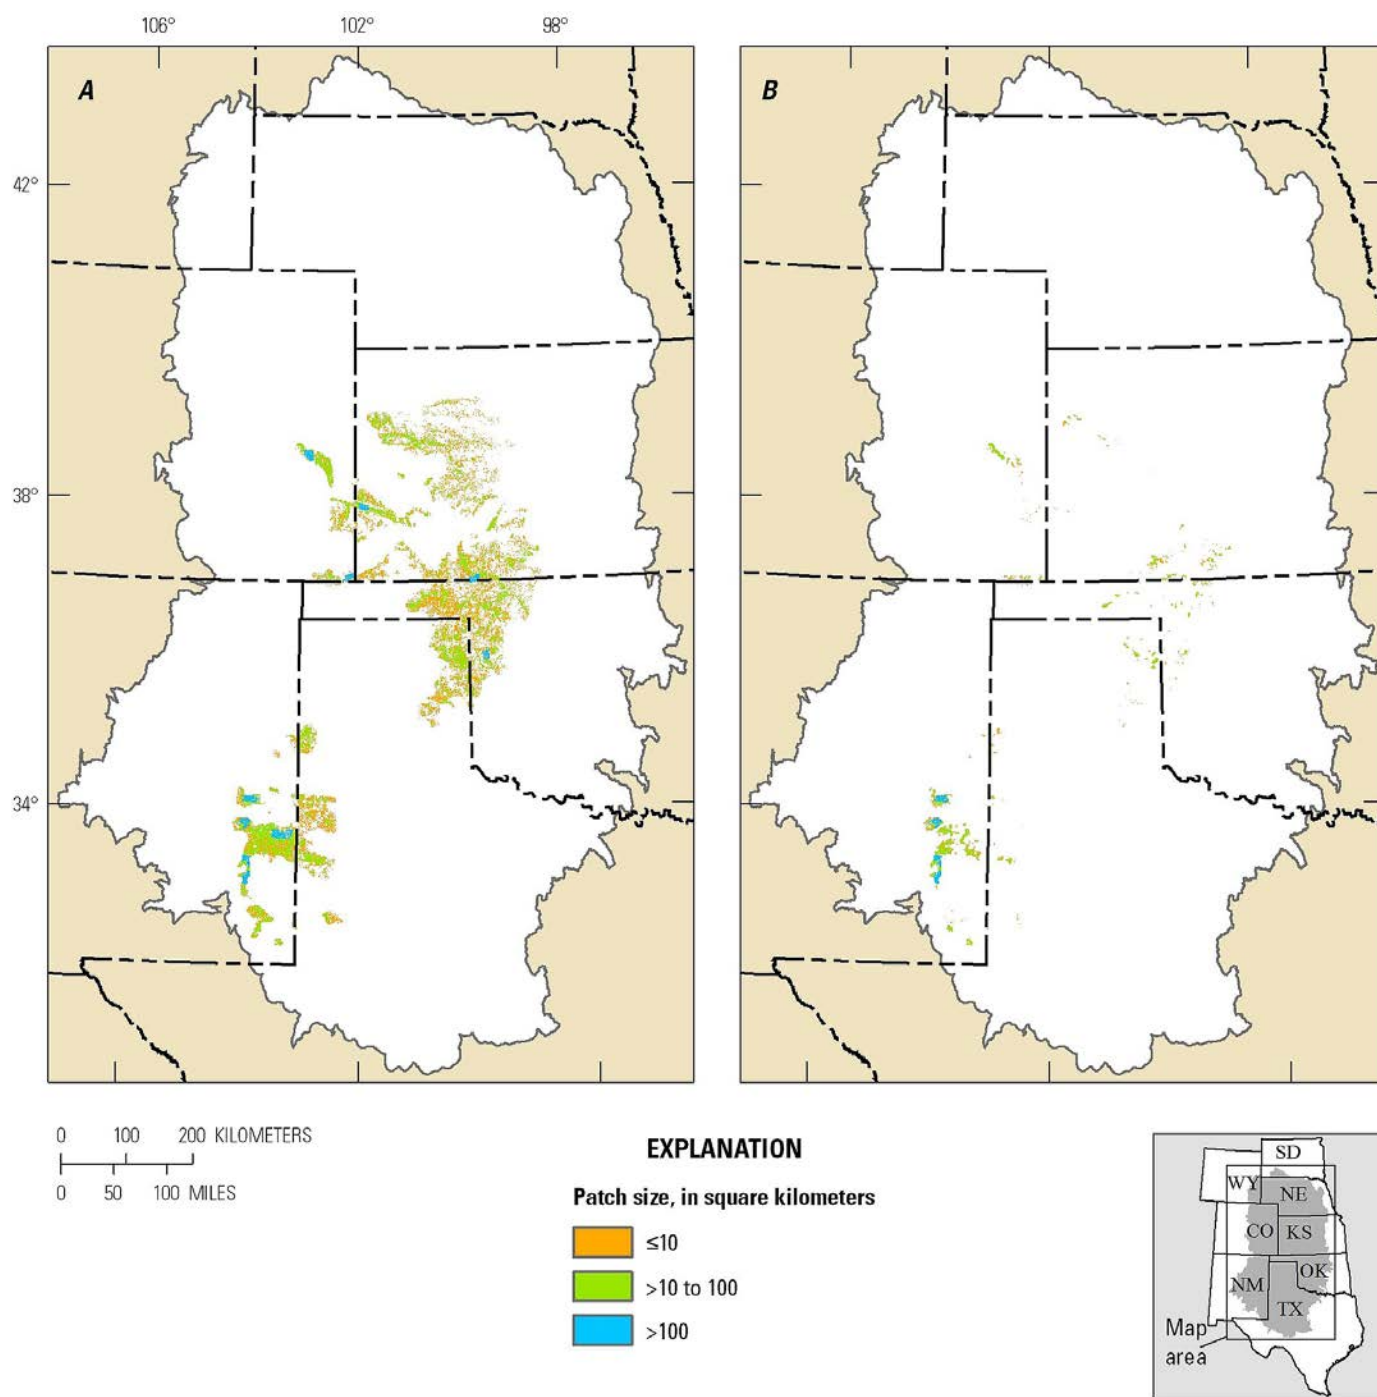 106° 102° 98°
A B
42°
38°
34°
0 100 200 KILOMETERS
0 50 100 MILES
EXPLANATION
Patch size, in square kilometers
≤10
>10 to 100
>100
SD
WY NE
CO KS
NM OK
TX
Map
area